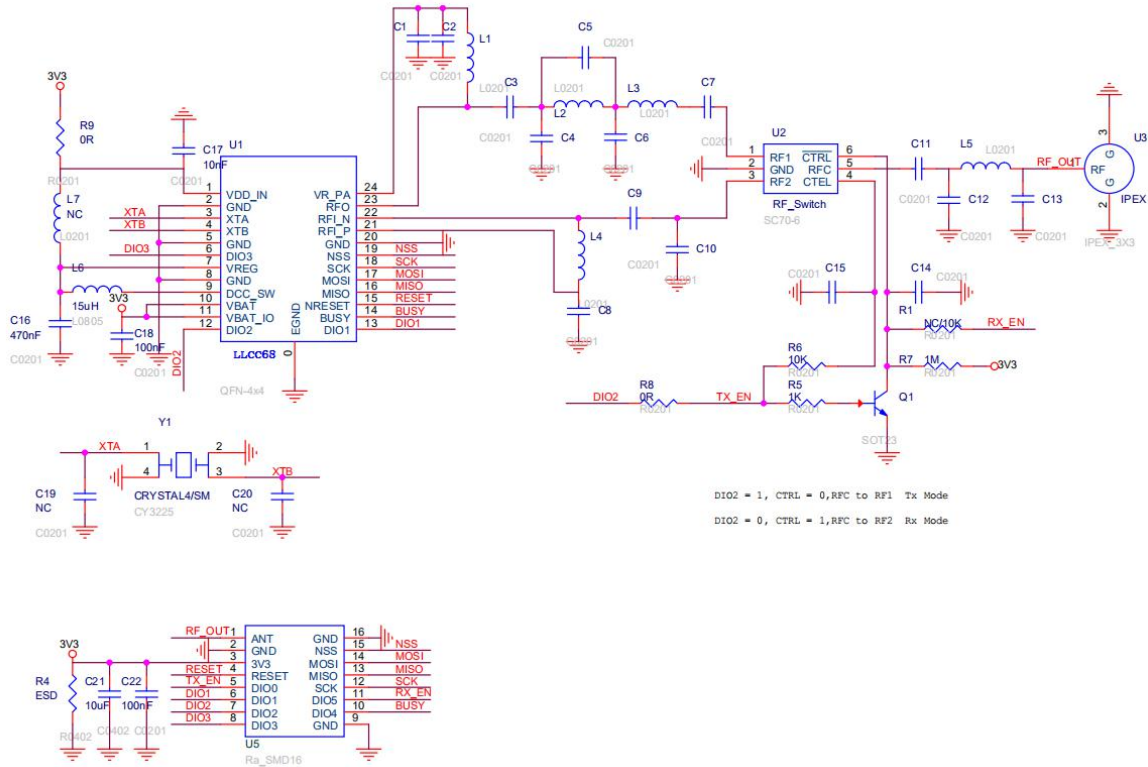 C1
C2
C0201
C0201
L1
L0201
C5
C0201
C3
C0201
L0201
L2
L3
L0201
C7
C0201
C4
C0201
C6
C0201
3V3
R9
0R
R0201
C17
10nF
C0201
L7
NC
L0201
L6
15uH
L0805
C16
470nF
C0201
3V3
C18
100nF
C0201
XTA
XTB
DIO3
DIO2
U1
1 VDD_IN
2 GND
3 XTA
4 XTB
5 GND
6 DIO3
7 VREG
8 GND
9 DCC_SW
10 VBAT
11 VBAT_IO
12 DIO2
VR_PA 24
RFO 23
RFI_N 22
RFI_P 21
GND 20
NSS 19
SCK 18
MOSI 17
MISO 16
NRESET 15
BUSY 14
DIO1 13
EGND
0
LLCC68
QFN-4x4
NSS
SCK
MOSI
MISO
RESET
BUSY
DIO1
L4
L0201
C8
C0201
C9
C0201
C10
C0201
U2
1 RF1 CTRL 6
2 GND RFC 5
3 RF2 CTEL 4
RF_Switch
SC70-6
C11
C0201
L5
L0201
RF_OUT
C12
C0201
C13
C0201
U3
3
G
1
RF
G
2
IPEX
IPEX_3X3
C15
C0201
C14
C0201
R1
NC/10K
R0201
RX_EN
R6
10K
R0201
R7
1M
R0201
3V3
DIO2
R8
0R
R0201
TX_EN
R5
1K
R0201
Q1
SOT23
Y1
XTA
1
2
4
3
XTB
C19
NC
C0201
CRYSTAL4/SM
CY3225
C20
NC
C0201
DIO2 = 1, CTRL = 0,RFC to RF1 Tx Mode
DIO2 = 0, CTRL = 1,RFC to RF2 Rx Mode
3V3
R4
ESD
R0402
C21
10uF
C0402
C22
100nF
C0201
RF_OUT
RESET
TX_EN
DIO1
DIO2
DIO3
1 ANT GND 16
2 GND NSS 15
3 3V3 MOSI 14
4 RESET MISO 13
5 DIO0 SCK 12
6 DIO1 DIO5 11
7 DIO2 DIO4 10
8 DIO3 GND 9
NSS
MOSI
MISO
SCK
RX_EN
BUSY
U5
Ra_SMD16